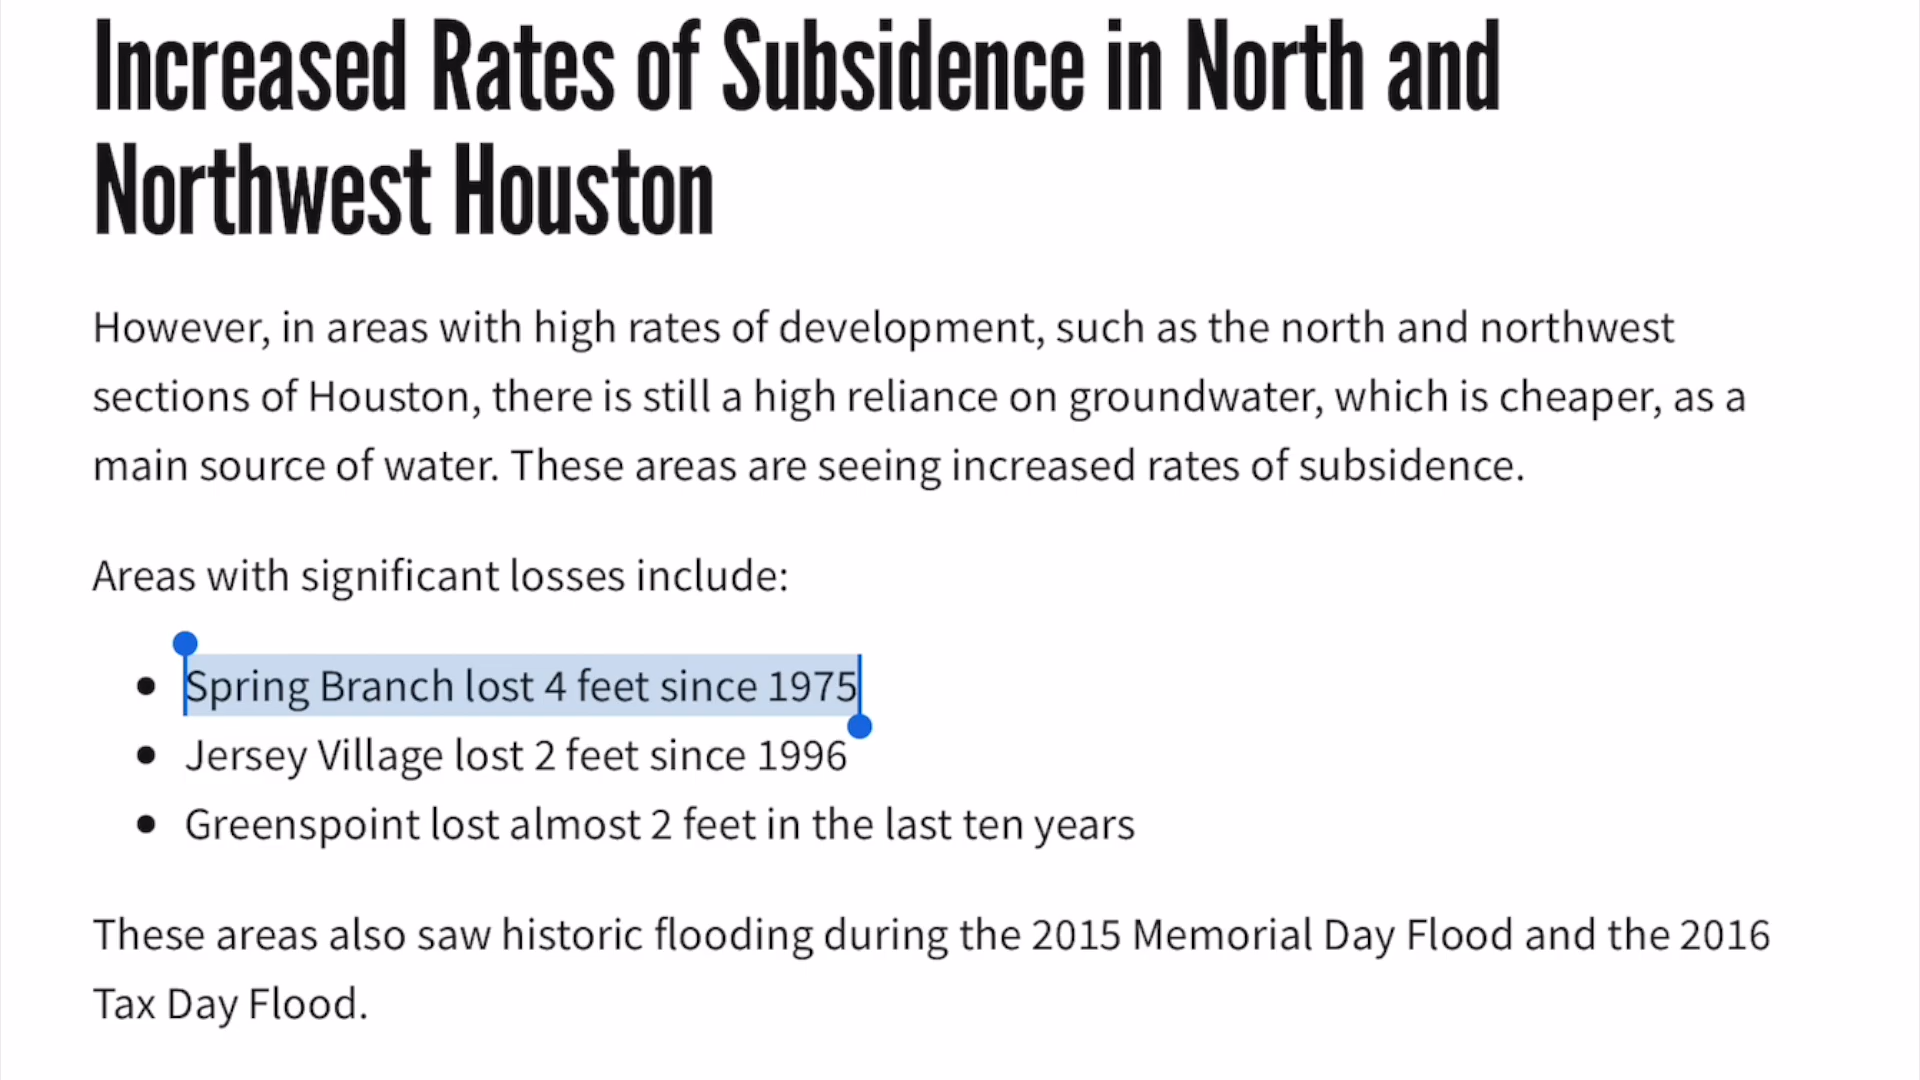 Increased Rates of Subsidence in North and
Northwest Houston
However, in areas with high rates of development, such as the north and northwest
sections of Houston, there is still a high reliance on groundwater, which is cheaper, as a
main source of water. These areas are seeing increased rates of subsidence.
Areas with significant losses include:
• Spring Branch lost 4 feet since 1975
• Jersey Village lost 2 feet since 1996
• Greenspoint lost almost 2 feet in the last ten years
These areas also saw historic flooding during the 2015 Memorial Day Flood and the 2016
Tax Day Flood.